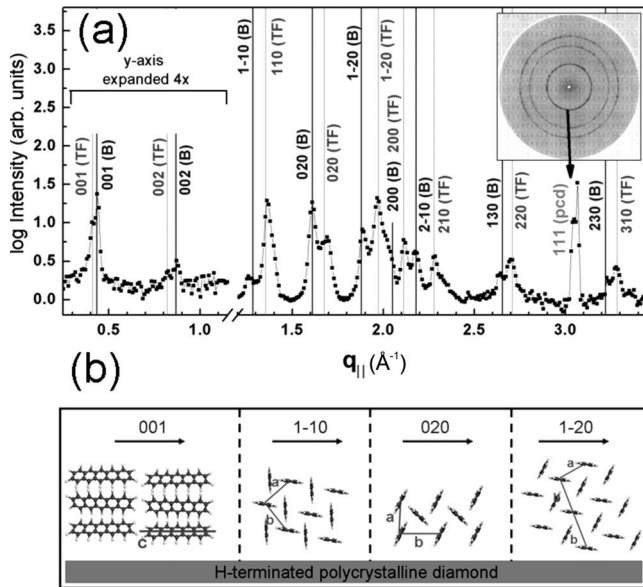 (a)
log Intensity (arb. units)
3.5
3.0
2.5
2.0
1.5
1.0
0.5
0.0
y-axis
expanded 4x
001 (TF)
001 (B)
002 (TF)
002 (B)
1-10 (B)
110 (TF)
020 (B)
020 (TF)
1-20 (B)
1-20 (TF)
200 (B)
200 (TF)
2-10 (B)
210 (TF)
130 (B)
220 (TF)
111 (pcd)
230 (B)
310 (TF)
0.5 1.0 1.5 2.0 2.5 3.0
q|| (Å-1)
(b)
001 1-10 020 1-20
c a b a b a b b
H-terminated polycrystalline diamond